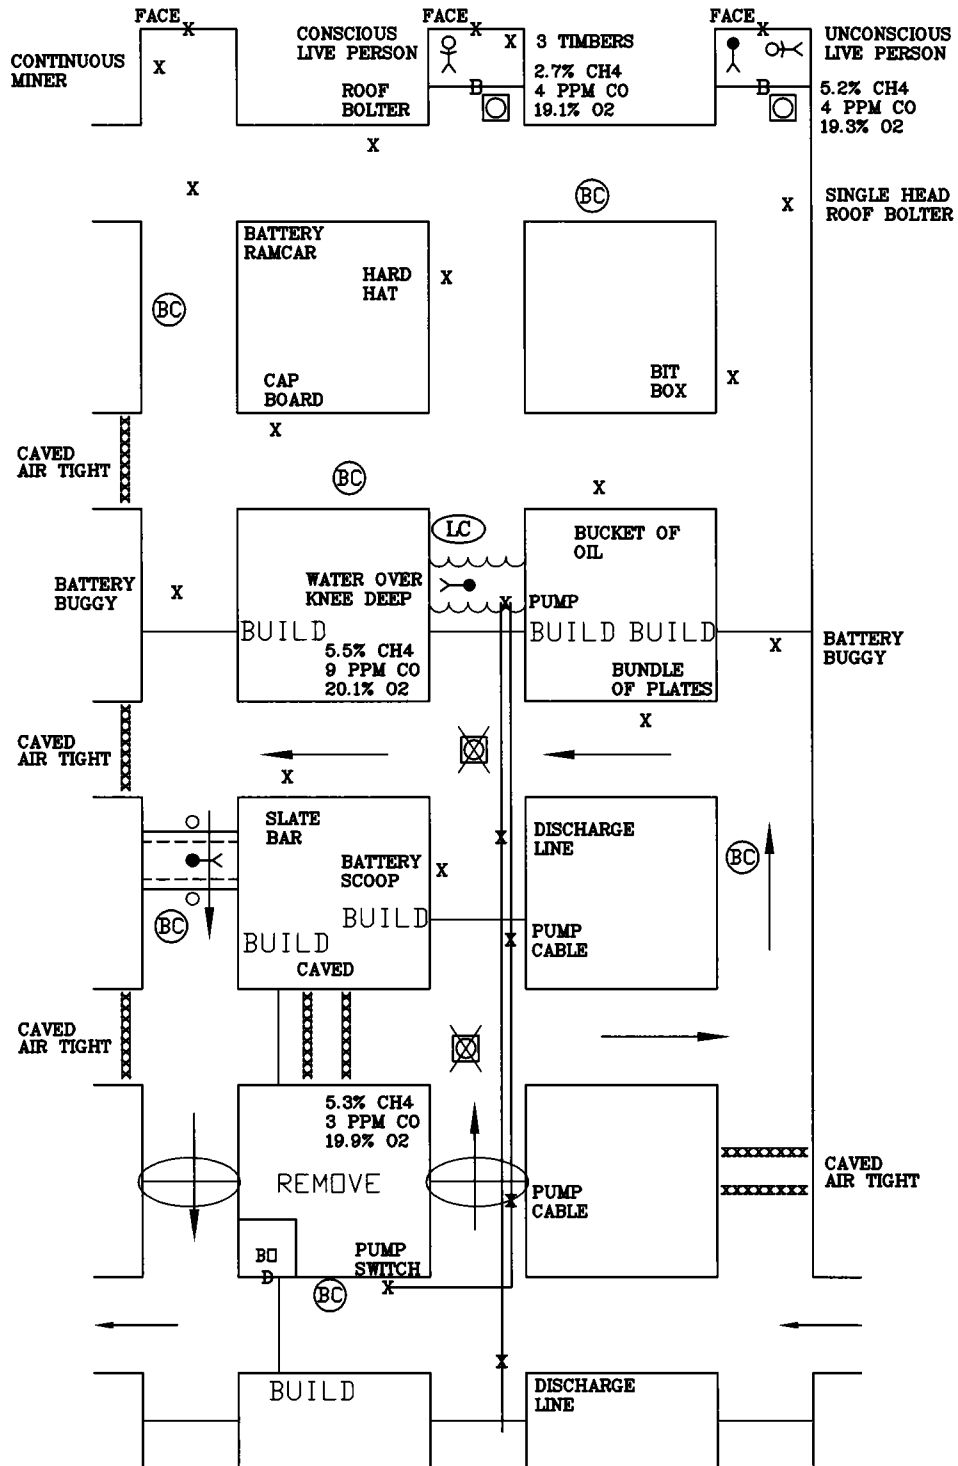 FACE
X
CONTINUOUS
MINER
X
CONSCIOUS
LIVE PERSON
FACE
X
X
3 TIMBERS
2.7% CH4
4 PPM CO
19.1% O2
ROOF
BOLTER
B
FACE
X
UNCONSCIOUS
LIVE PERSON
B
5.2% CH4
4 PPM CO
19.3% O2
X
X
BC
X
SINGLE HEAD
ROOF BOLTER
BATTERY
RAMCAR
HARD
HAT
X
BC
CAP
BOARD
X
BIT
BOX
X
CAVED
AIR TIGHT
BC
X
LC
BUCKET OF
OIL
BATTERY
BUGGY
X
WATER OVER
KNEE DEEP
X
PUMP
BUILD
BUILD BUILD
X
BATTERY
BUGGY
5.5% CH4
9 PPM CO
20.1% O2
BUNDLE
OF PLATES
X
CAVED
AIR TIGHT
X
SLATE
BAR
BATTERY
SCOOP
X
X
DISCHARGE
LINE
BC
BC
BUILD
BUILD
X
PUMP
CABLE
CAVED
CAVED
AIR TIGHT
5.3% CH4
3 PPM CO
19.9% O2
REMOVE
X
PUMP
CABLE
CAVED
AIR TIGHT
BO
D
PUMP
SWITCH
X
BC
X
BUILD
DISCHARGE
LINE